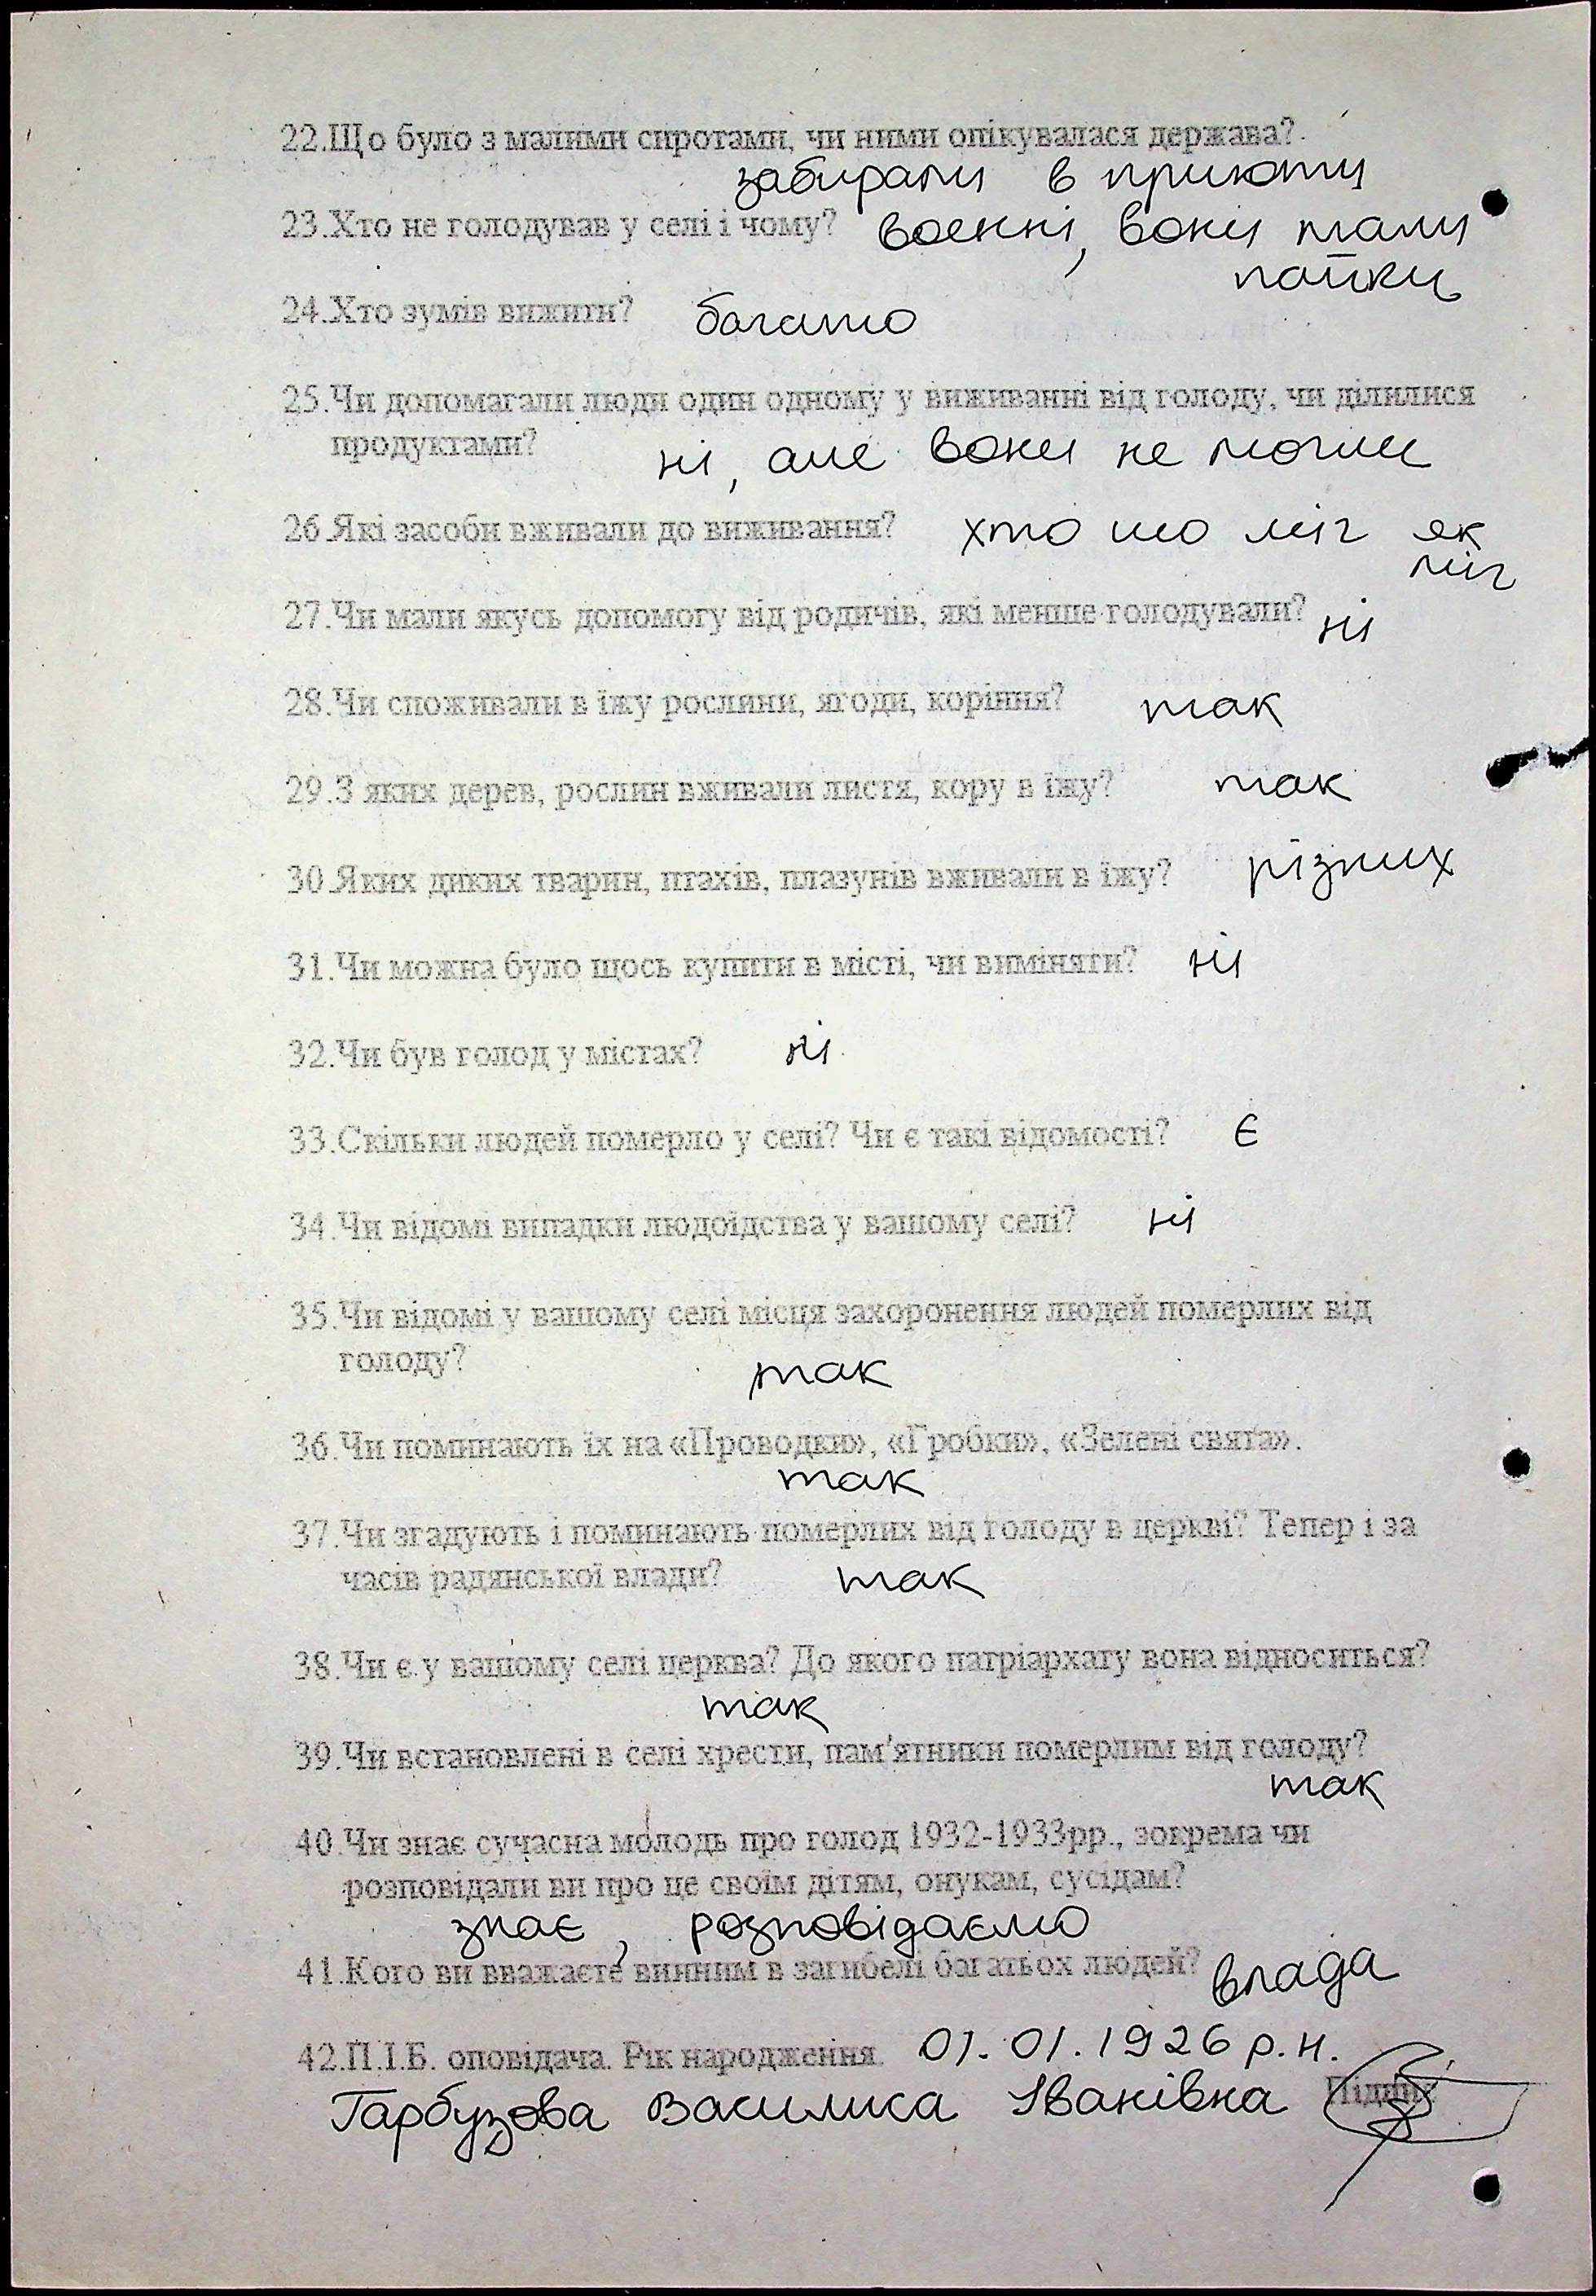 22.Що було з малими сиротами, чи ними опікувалася держава?
забирали в приюти
23.Хто не голодував у селі і чому? воєнні, вони мали
пайки
24.Хто зумів вижити? багато
25.Чи допомагали люди один одному у виживанні від голоду, чи ділилися
продуктами? ні, але вони не могли
26.Які засоби вживали до виживання? хто шо міг як
міг
27.Чи мали якусь допомогу від родичів, які менше голодували? ні
28.Чи споживали в їжу рослини, ягоди, коріння? так
29.З яких дерев, рослин вживали листя, кору в їжу? так
30.Яких диких тварин, птахів, плазунів вживали в їжу? різних
31.Чи можна було щось купити в місті, чи виміняти? ні
32.Чи був голод у містах? ні
33.Скільки людей померло у селі? Чи є такі відомості? є
34.Чи відомі випадки людоїдства у вашому селі? ні
35.Чи відомі у вашому селі місця захоронення людей померлих від
голоду? так
36.Чи поминають їх на «Проводки», «Гробки», «Зелені свята».
так
37.Чи згадують і поминають померлих від голоду в церкві? Тепер і за
часів радянської влади? так
38.Чи є у вашому селі церква? До якого патріархату вона відноситься?
так
39.Чи встановлені в селі хрести, пам'ятники померлим від голоду?
так
40.Чи знає сучасна молодь про голод 1932-1933рр., зокрема чи
розповідали ви про це своїм дітям, онукам, сусідам?
знає, розповідаємо
41.Кого ви вважаєте винним в загибелі багатьох людей? влада
42.П.І.Б. оповідача. Рік народження. 01.01.1926 р.н.
Гарбузова Василиса Іванівна Підпис